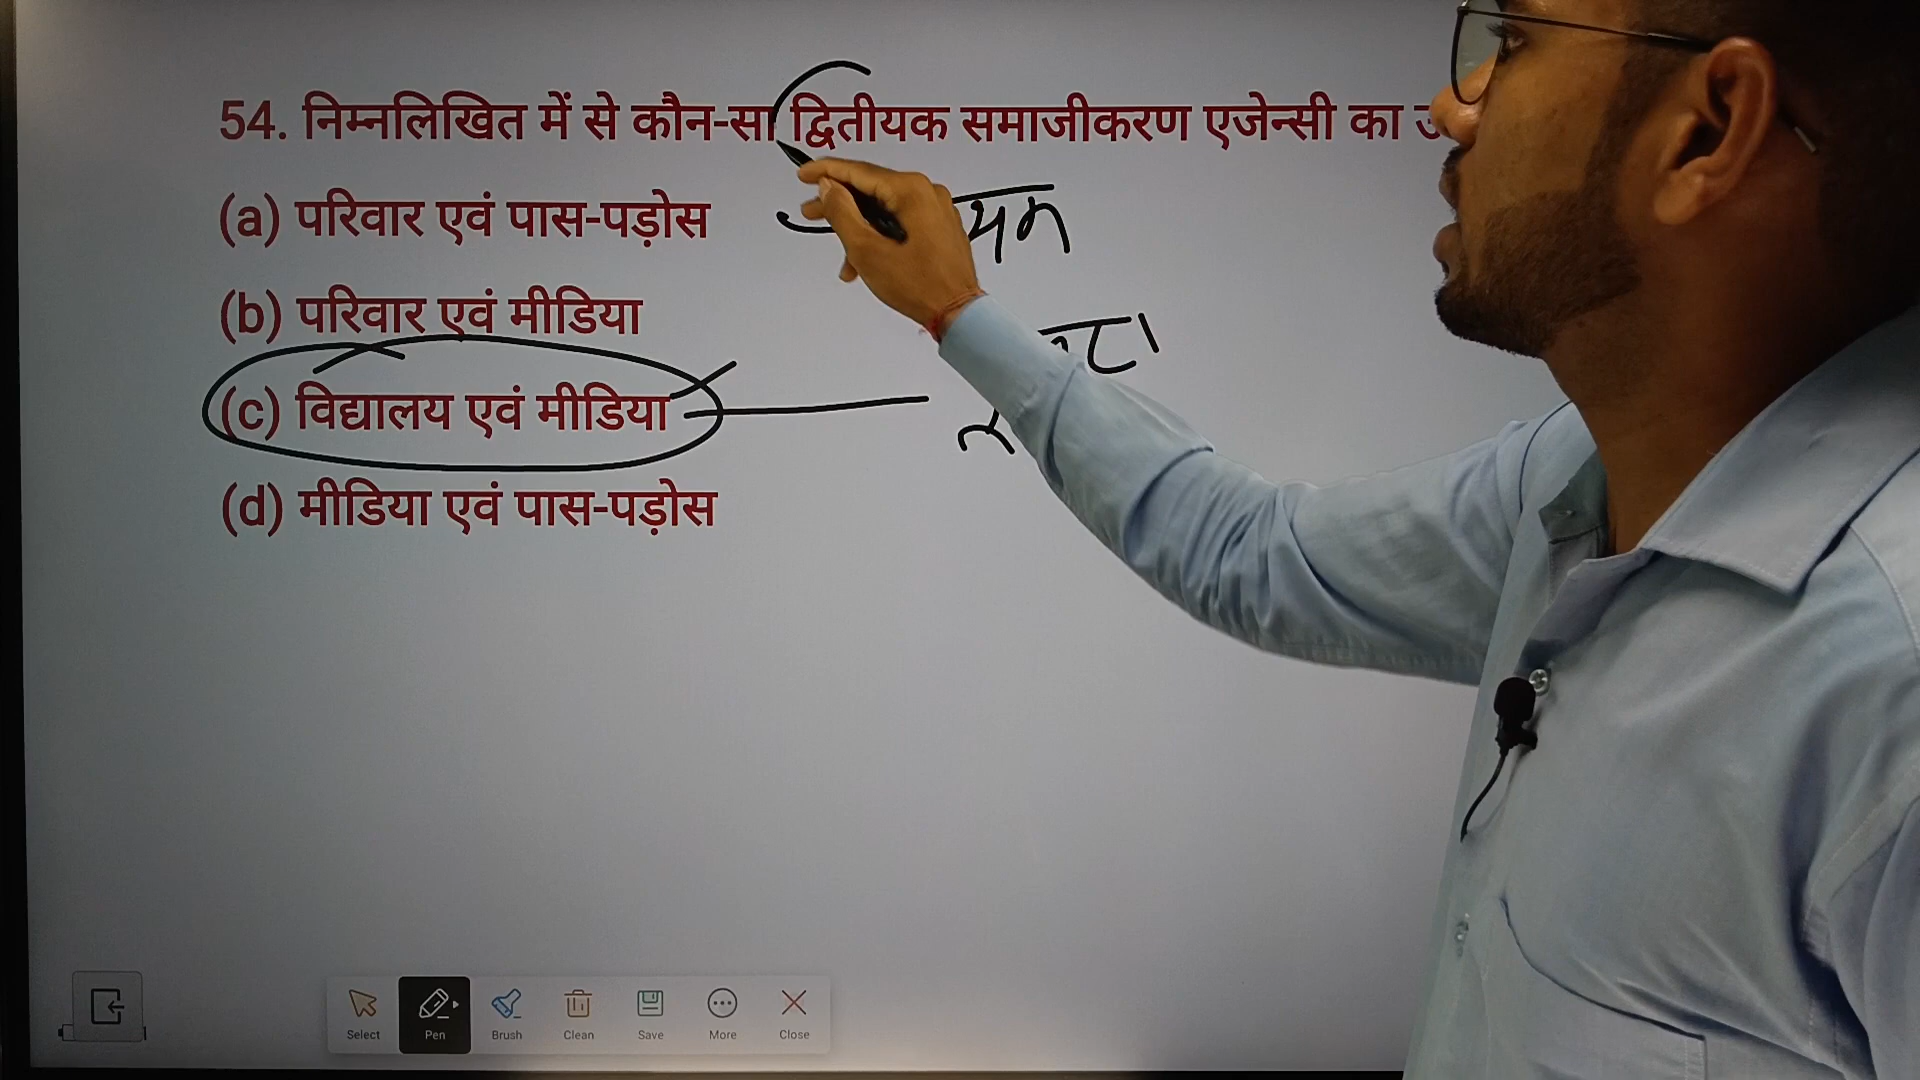 54. निम्नलिखित में से कौन-सा द्वितीयक समाजीकरण एजेन्सी का
(a) परिवार एवं पास-पड़ोस
(b) परिवार एवं मीडिया
(c) विद्यालय एवं मीडिया
(d) मीडिया एवं पास-पड़ोस
Select Pen Brush Clean Save More Close